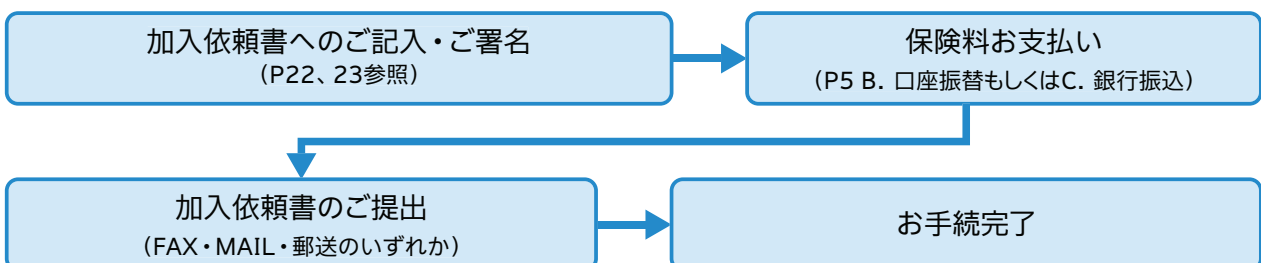 加入依頼書へのご記入・ご署名
（P22、23参照）
保険料お支払い
（P5 B. 口座振替もしくはC. 銀行振込）
加入依頼書のご提出
（FAX・MAIL・郵送のいずれか）
お手続完了